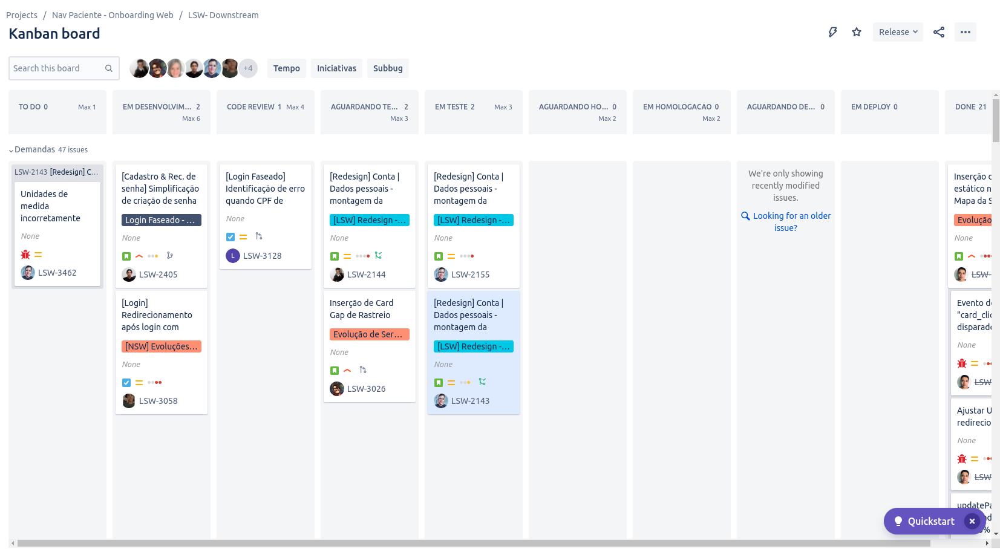 Projects / Nav Paciente - Onboarding Web / LSW- Downstream
Kanban board
Release
Search this board
+4
Tempo
Iniciativas
Subbug
TO DO 0 Max 1
EM DESENVOLVIM... 2
Max 6
CODE REVIEW 1 Max 4
AGUARDANDO TE... 2
Max 3
EM TESTE 2 Max 3
AGUARDANDO HO... 0
Max 2
EM HOMOLOGACAO 0
Max 2
AGUARDANDO DE... 0
EM DEPLOY 0
DONE 21
Demandas 47 issues
LSW-2143 [Redesign] C...
Unidades de
medida
incorretamente
None
LSW-3462
[Cadastro & Rec. de
senha] Simplificação
de criação de senha
Login Faseado - ...
None
LSW-2405
[Login]
Redirecionamento
após login com
[NSW] Evoluções...
None
LSW-3058
[Login Faseado]
Identificação de erro
quando CPF de
None
L
LSW-3128
[Redesign] Conta |
Dados pessoais -
montagem da
[LSW] Redesign -...
None
LSW-2144
Inserção de Card
Gap de Rastreio
Evolução de Ser...
None
LSW-3026
[Redesign] Conta |
Dados pessoais -
montagem da
[LSW] Redesign -...
None
LSW-2155
[Redesign] Conta |
Dados pessoais -
montagem da
[LSW] Redesign -...
None
LSW-2143
We're only showing
recently modified
issues.
Looking for an older
issue?
Inserção
estático
Mapa da
Evolução
None
LSW-
Evento
"card_clic
disparad
None
LSW
Ajustar
redirecio
None
LSW
updatePa
Quickstart